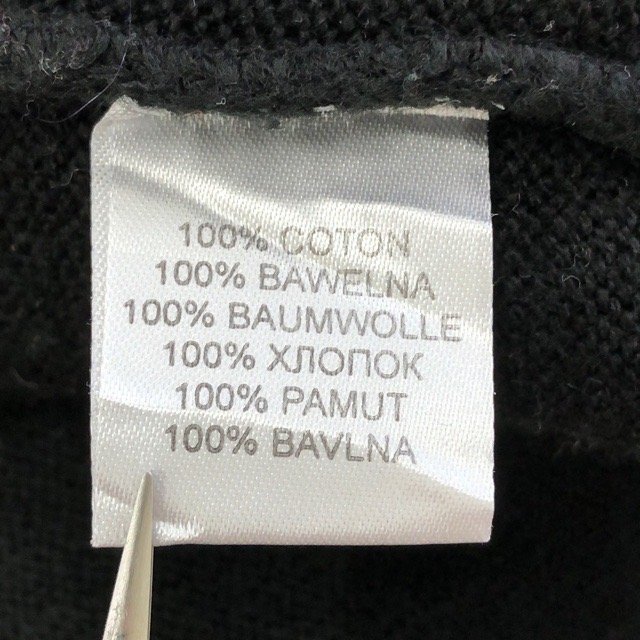 100% COTON
100% BAWELNA
100% BAUMWOLLE
100% ХЛОПОК
100% PAMUT
100% BAVLNA